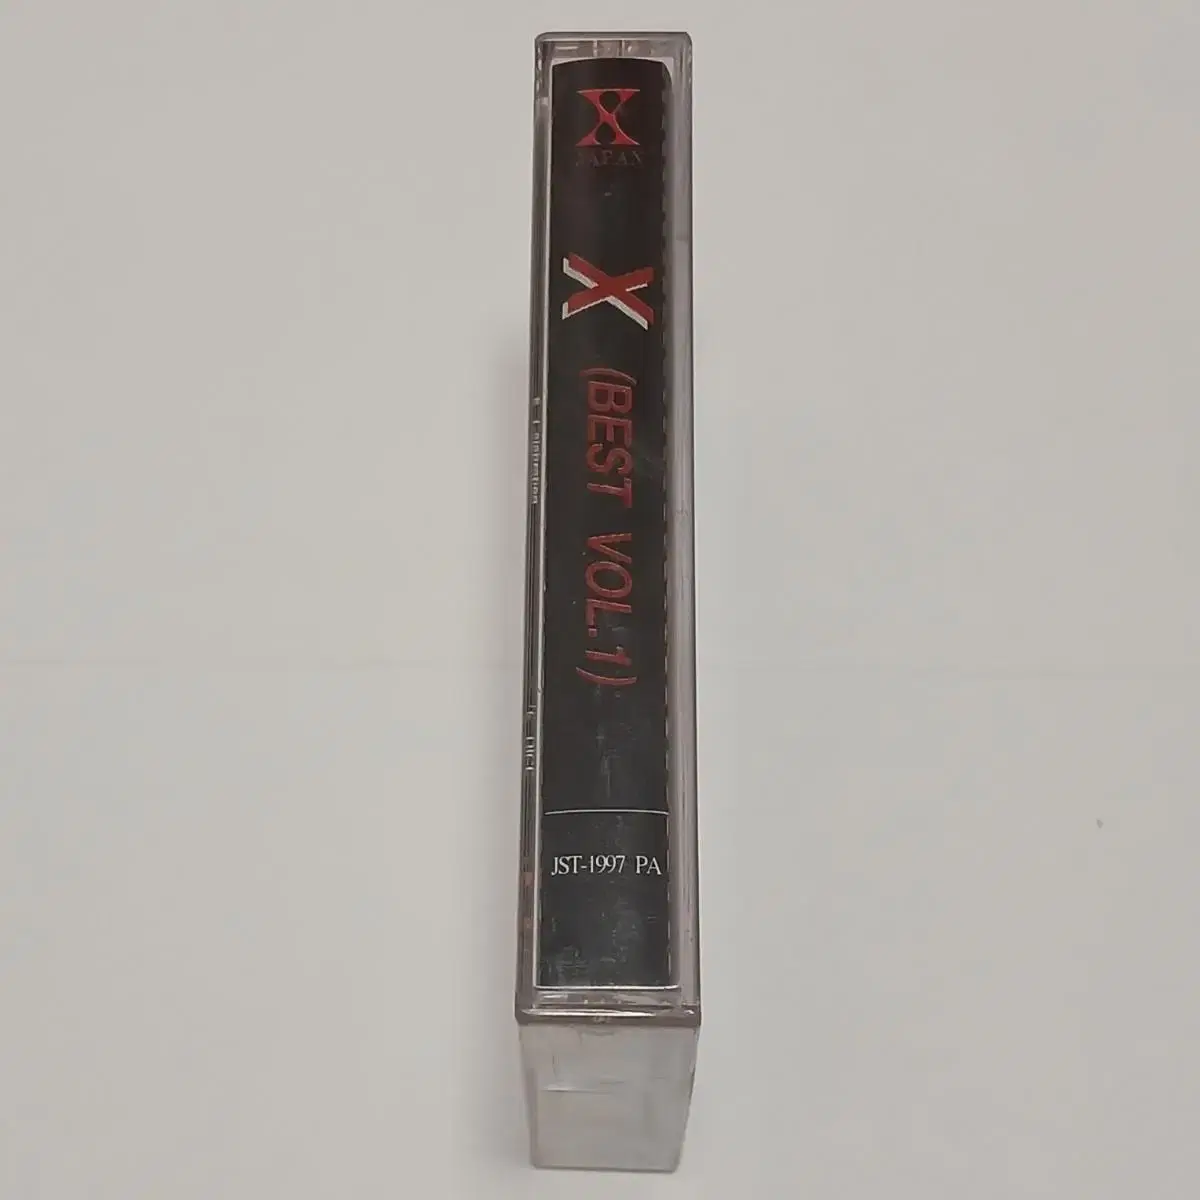 X
JAPAN
X (BEST VOL.1)
JST-1997 PA